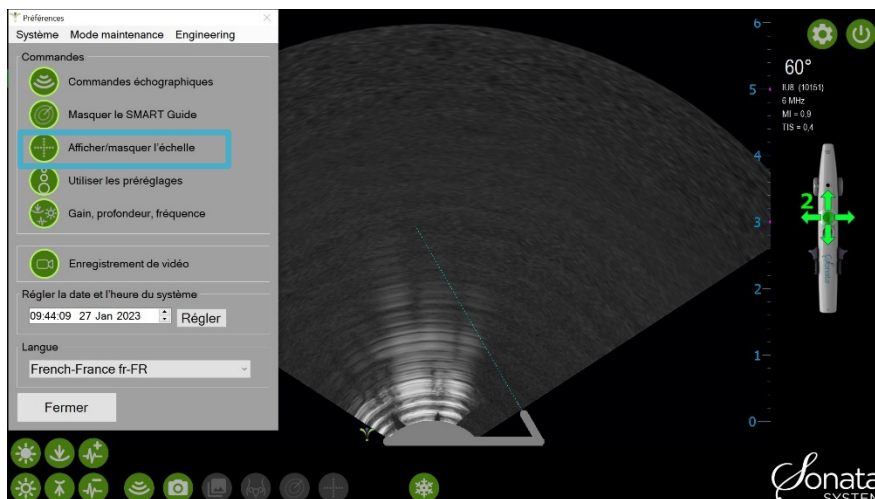 Préférences
Système Mode maintenance Engineering
Commandes
Commandes échographiques
Masquer le SMART Guide
Afficher/masquer l'échelle
Utiliser les préréglages
Gain, profondeur, fréquence
Enregistrement de vidéo
Régler la date et l'heure du système
09:44:09 27 Jan 2023 Régler
Langue
French-France fr-FR
Fermer
6
5
4
3
2
1
0
60°
IU8 (10161)
6 MHz
MI = 0.9
TIS = 0,4
2
Sonata
Sonata
SYSTEM